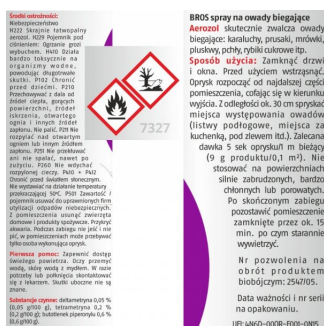 Środki ostrożności:
Niebezpieczeństwo
H222 Skrajnie łatwopalny
aerozol. H229 Pojemnik pod
ciśnieniem: Ogrzanie grozi
wybuchem. H410 Działa
bardzo toksycznie na
organizmy wodne,
powodując długotrwałe
skutki. P102 Chronić
przed dziećmi. P210
Przechowywać z dala od
źródeł ciepła, gorących
powierzchni, źródeł
iskrzenia, otwartego
ognia i innych źródeł
zapłonu. Nie palić. P211 Nie
rozpylać nad otwartym
ogniem lub innym źródłem
zapłonu. P251 Nie przekłuwać
ani nie spalać, nawet po
zużyciu. P260 Nie wdychać
rozpylonej cieczy. P410 + P412
Chronić przed światłem słonecznym.
Nie wystawiać na działanie temperatury
przekraczającej 50°C. P501 Zawartość /
pojemnik usuwać do uprawnionych firm
utylizacji odpadów niebezpiecznych.
Z pomieszczenia usunąć zwierzęta
domowe i produkty spożywcze. Przykryć
akwaria. Podczas zabiegu nie jeść i nie
pić, w pomieszczeniach może przebywać
tylko osoba wykonująca oprysk.
Pierwsza pomoc: Zapewnić dostęp
świeżego powietrza. Oczy przemyć
wodą, skórę wodą z mydłem. W razie
potrzeby lub połknięcia skontaktować
się z lekarzem. Skutki uboczne nie są
znane.
Substancje czynne: deltametryna 0,05 %
(0,05 g/100 g), tetrametryna 0,2 %
(0,2 g/100 g); butotlenek piperonylu 0,6 %
(0,6 g/100 g).
7327
BROS spray na owady biegające
Aerozol skutecznie zwalcza owady
biegające: karaluchy, prusaki, mrówki,
pluskwy, pchły, rybiki cukrowe itp.
Sposób użycia: Zamknąć drzwi
i okna. Przed użyciem wstrząsnąć.
Oprysk rozpocząć od najdalszej części
pomieszczenia, cofając się w kierunku
wyjścia. Z odległości ok. 30 cm spryskać
miejsca występowania owadów
(listwy podłogowe, miejsca za
kuchenką, pod zlewem itd.). Zalecana
dawka 5 sek oprysku/1 m bieżący
(9 g produktu/0,1 m²). Nie
stosować na powierzchniach
silnie zabrudzonych, bardzo
chłonnych lub porowatych.
Po skończonym zabiegu
pozostawić pomieszczenie
zamknięte przez ok. 15
min. po czym starannie
wywietrzyć.
Nr pozwolenia na
obrót produktem
biobójczym: 2547/05.
Data ważności i nr serii
na opakowaniu.